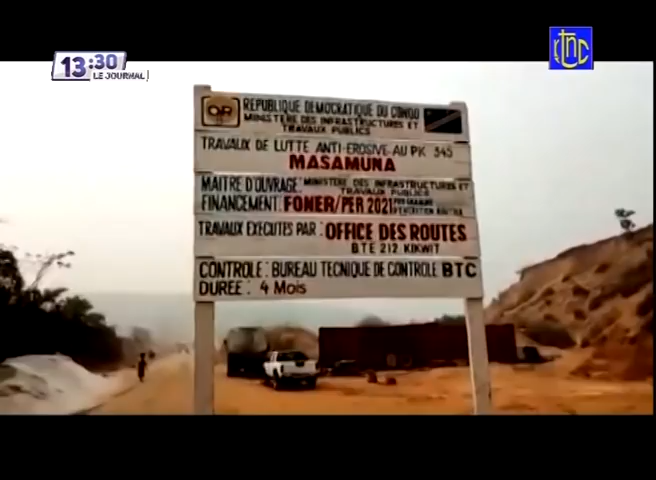 13:30
LE JOURNAL
RTNC
OR
REPUBLIQUE DEMOCRATIQUE DU CONGO
MINISTERE DES INFRASTRUCTURES ET
TRAVAUX PUBLICS
TRAVAUX DE LUTTE ANTI-EROSIVE AU PK 345
MASAMUNA
MAITRE D'OUVRAGE: MINISTERE DES INFRASTRUCTURES ET
TRAVAUX PUBLICS
FINANCEMENT: FONER/PER 2021
TRAVAUX EXECUTES PAR: OFFICE DES ROUTES
BTE 212 KIKWIT
CONTROLE: BUREAU TECHNIQUE DE CONTROLE BTC
DUREE: 4 MOIS